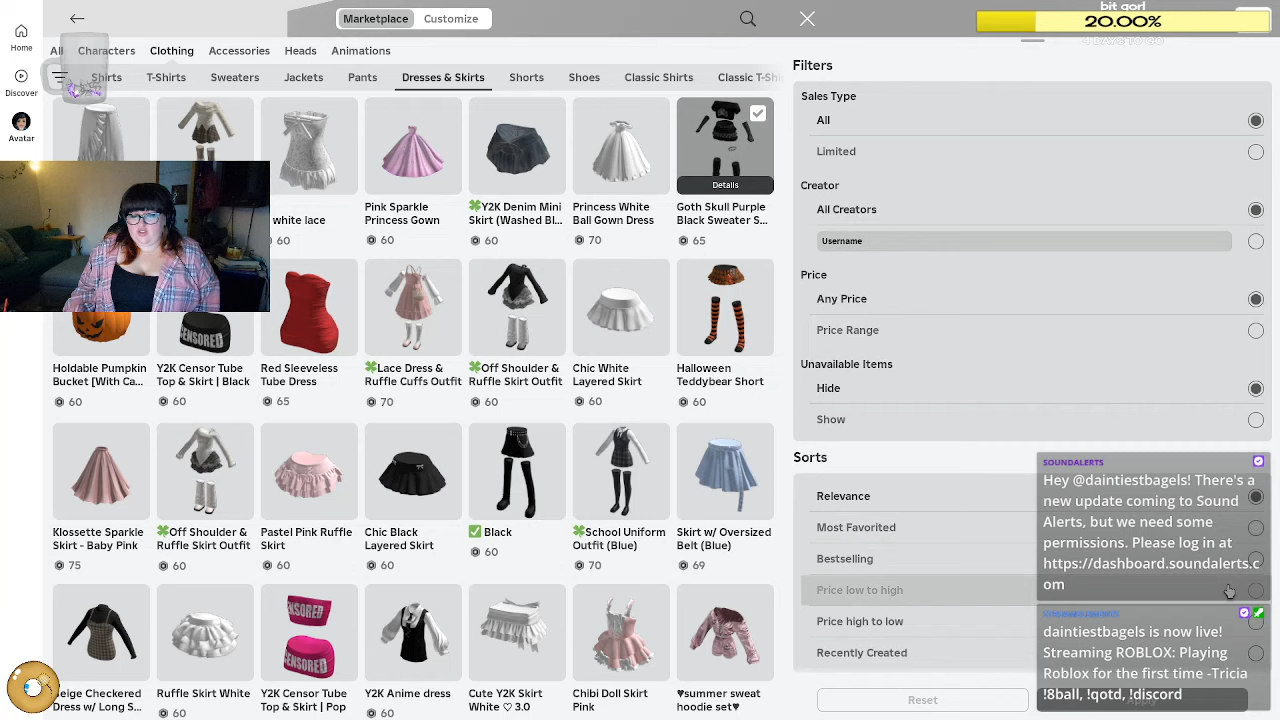 Marketplace Customize
bit gorl
20.00%
4 DAYS TO GO
Home
All Characters Clothing Accessories Heads Animations
Discover
Shirts T-Shirts Sweaters Jackets Pants Dresses & Skirts Shorts Shoes Classic Shirts Classic T-Shi
Avatar
Details
white lace
Pink Sparkle
Princess Gown
🍀Y2K Denim Mini
Skirt (Washed Bl...
Princess White
Ball Gown Dress
Goth Skull Purple
Black Sweater S...
60 60 60 70 65
Holdable Pumpkin
Bucket [With Ca...
Y2K Censor Tube
Top & Skirt | Black
Red Sleeveless
Tube Dress
🍀Lace Dress &
Ruffle Cuffs Outfit
🍀Off Shoulder &
Ruffle Skirt Outfit
Chic White
Layered Skirt
Halloween
Teddybear Short
60 60 65 70 60 60 60
CENSORED
Klossette Sparkle
Skirt - Baby Pink
🍀Off Shoulder &
Ruffle Skirt Outfit
Pastel Pink Ruffle
Skirt
Chic Black
Layered Skirt
✅ Black
🍀School Uniform
Outfit (Blue)
Skirt w/ Oversized
Belt (Blue)
75 60 60 60 60 70 69
CENSORED
CENSORED
Beige Checkered
Dress w/ Long S...
Ruffle Skirt White
Y2K Censor Tube
Top & Skirt | Pop
Y2K Anime dress
Cute Y2K Skirt
White ♡ 3.0
Chibi Doll Skirt
♥summer sweat
hoodie set♥
60 60 60 60
Filters
Sales Type
All
Limited
Creator
All Creators
Username
Price
Any Price
Price Range
Unavailable Items
Hide
Show
Sorts
Relevance
Most Favorited
Bestselling
Price low to high
Price high to low
Recently Created
Reset
Apply
SOUNDALERTS
Hey @daintiestbagels! There's a
new update coming to Sound
Alerts, but we need some
permissions. Please log in at
https://dashboard.soundalerts.c
om
daintiestbagels is now live!
Streaming ROBLOX: Playing
Roblox for the first time -Tricia
!8ball, !qotd, !discord